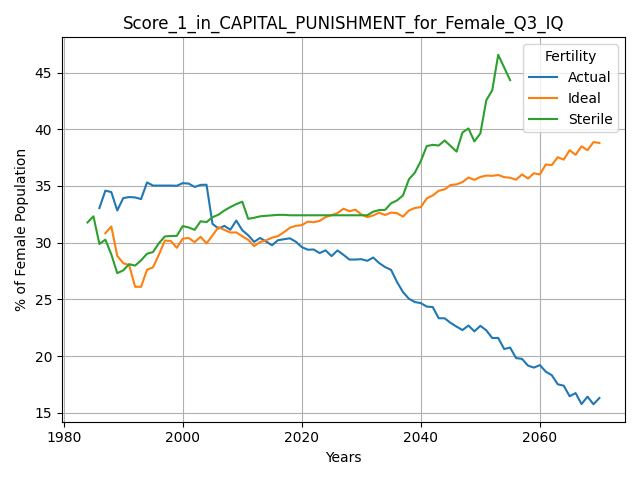 Score_1_in_CAPITAL_PUNISHMENT_for_Female_Q3_IQ
Fertility
Actual
Ideal
Sterile
% of Female Population
45
40
35
30
25
20
15
1980
2000
2020
2040
2060
Years